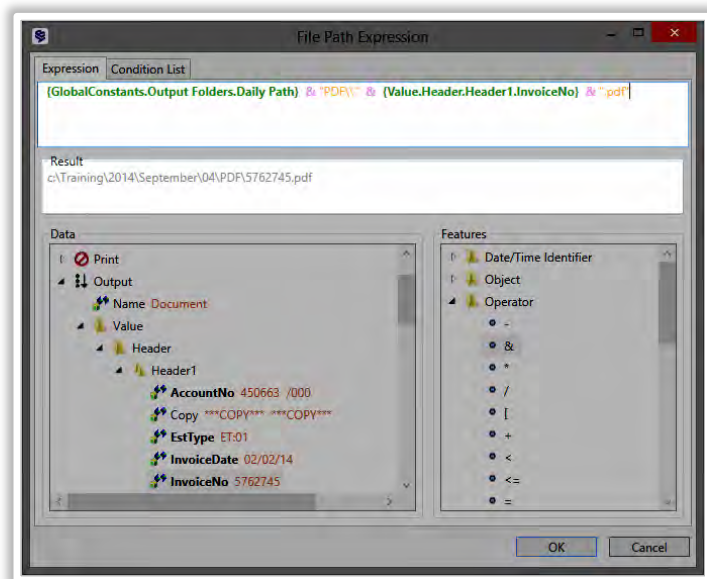 File Path Expression
Expression Condition List
{GlobalConstants.Output Folders.Daily Path} & "PDF\\" & {Value.Header.Header1.InvoiceNo} & ".pdf"
Result
c:\Training\2014\September\04\PDF\5762745.pdf
Data
Print
Output
Name Document
Value
Header
Header1
AccountNo 450663 /000
Copy ***COPY*** ***COPY***
EstType ET:01
InvoiceDate 02/02/14
InvoiceNo 5762745
Features
Date/Time Identifier
Object
Operator
-
&
*
/
[
+
<
<=
=
OK Cancel